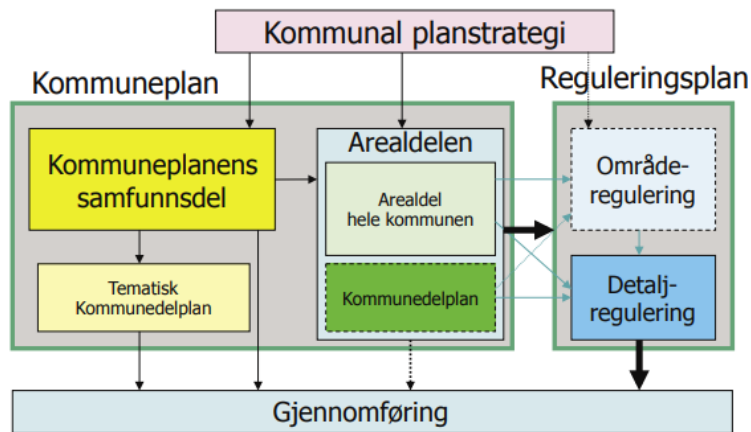 Kommunal planstrategi
Kommuneplan
Reguleringsplan
Kommuneplanens
samfunnsdel
Arealdelen
Arealdel
hele kommunen
Område-
regulering
Tematisk
Kommunedelplan
Kommunedelplan
Detalj-
regulering
Gjennomføring